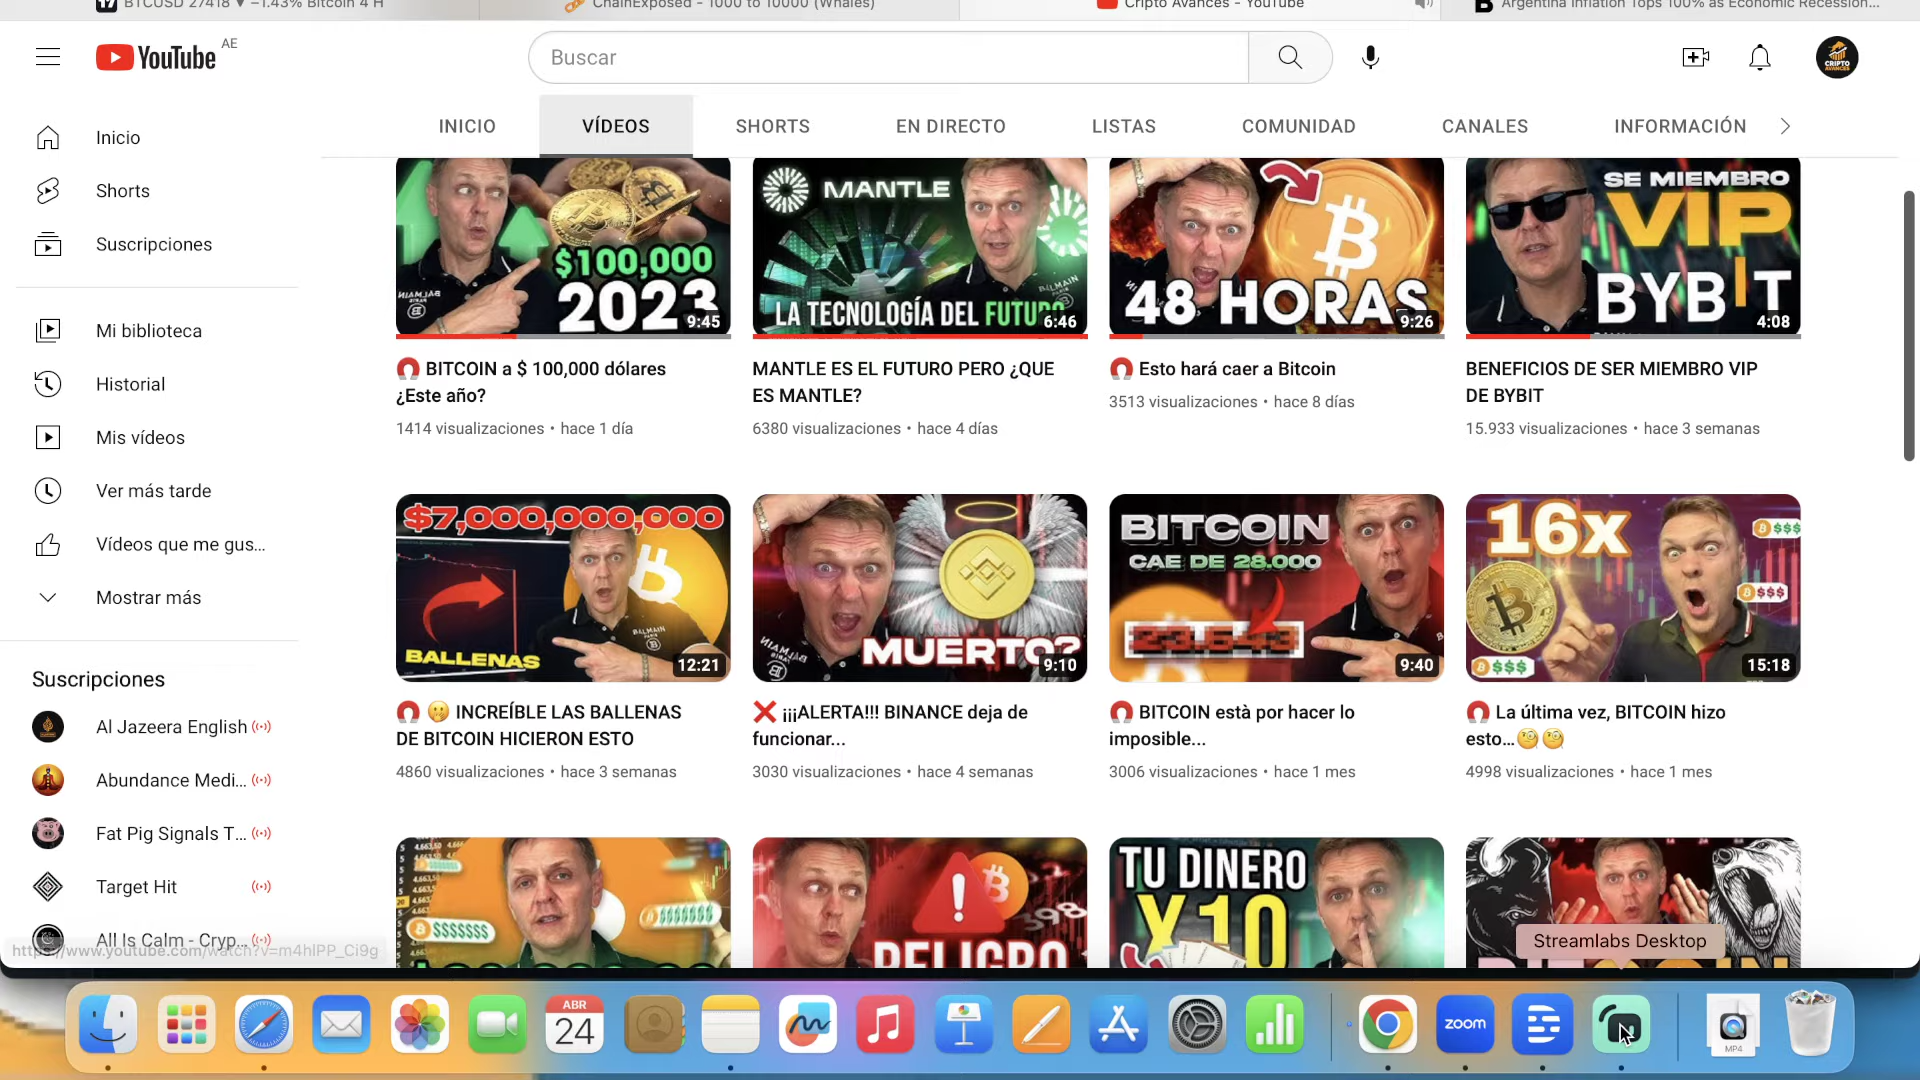 BTCUSD 27418 ▼ −1.43% Bitcoin 4 H
ChainExposed - 1000 to 10000 (Whales)
Cripto Avances - YouTube
Argentina Inflation Tops 100% as Economic Recession...
YouTube
AE
Buscar
CRIPTO
AVANCES
INICIO
VÍDEOS
SHORTS
EN DIRECTO
LISTAS
COMUNIDAD
CANALES
INFORMACIÓN
Inicio
Shorts
Suscripciones
Mi biblioteca
Historial
Mis vídeos
Ver más tarde
Vídeos que me gus...
Mostrar más
Suscripciones
Al Jazeera English
Abundance Medi...
Fat Pig Signals T...
Target Hit
All Is Calm - Cryp...
https://www.youtube.com/watch?v=m4hlPP_Ci9g
$100,000
2023
9:45
BITCOIN a $ 100,000 dólares
¿Este año?
1414 visualizaciones • hace 1 día
MANTLE
BALMAIN
LA TECNOLOGÍA DEL FUTURO
6:46
MANTLE ES EL FUTURO PERO ¿QUE
ES MANTLE?
6380 visualizaciones • hace 4 días
48 HORAS
9:26
Esto hará caer a Bitcoin
3513 visualizaciones • hace 8 días
SE MIEMBRO
VIP
BYBIT
4:08
BENEFICIOS DE SER MIEMBRO VIP
DE BYBIT
15.933 visualizaciones • hace 3 semanas
$7,000,000,000
BALMAIN
PARIS
BALLENAS
12:21
INCREÍBLE LAS BALLENAS
DE BITCOIN HICIERON ESTO
4860 visualizaciones • hace 3 semanas
MUERTO?
9:10
¡¡¡ALERTA!!! BINANCE deja de
funcionar...
3030 visualizaciones • hace 4 semanas
BITCOIN
CAE DE 28.000
9:40
BITCOIN està por hacer lo
imposible...
3006 visualizaciones • hace 1 mes
16x
$$$
$$$
$$$
15:18
La última vez, BITCOIN hizo
esto...
4998 visualizaciones • hace 1 mes
$$$$$$$
$$$$$$$
PELIGRO
TU DINERO
X10
Streamlabs Desktop
ABR
24
zoom
MP4